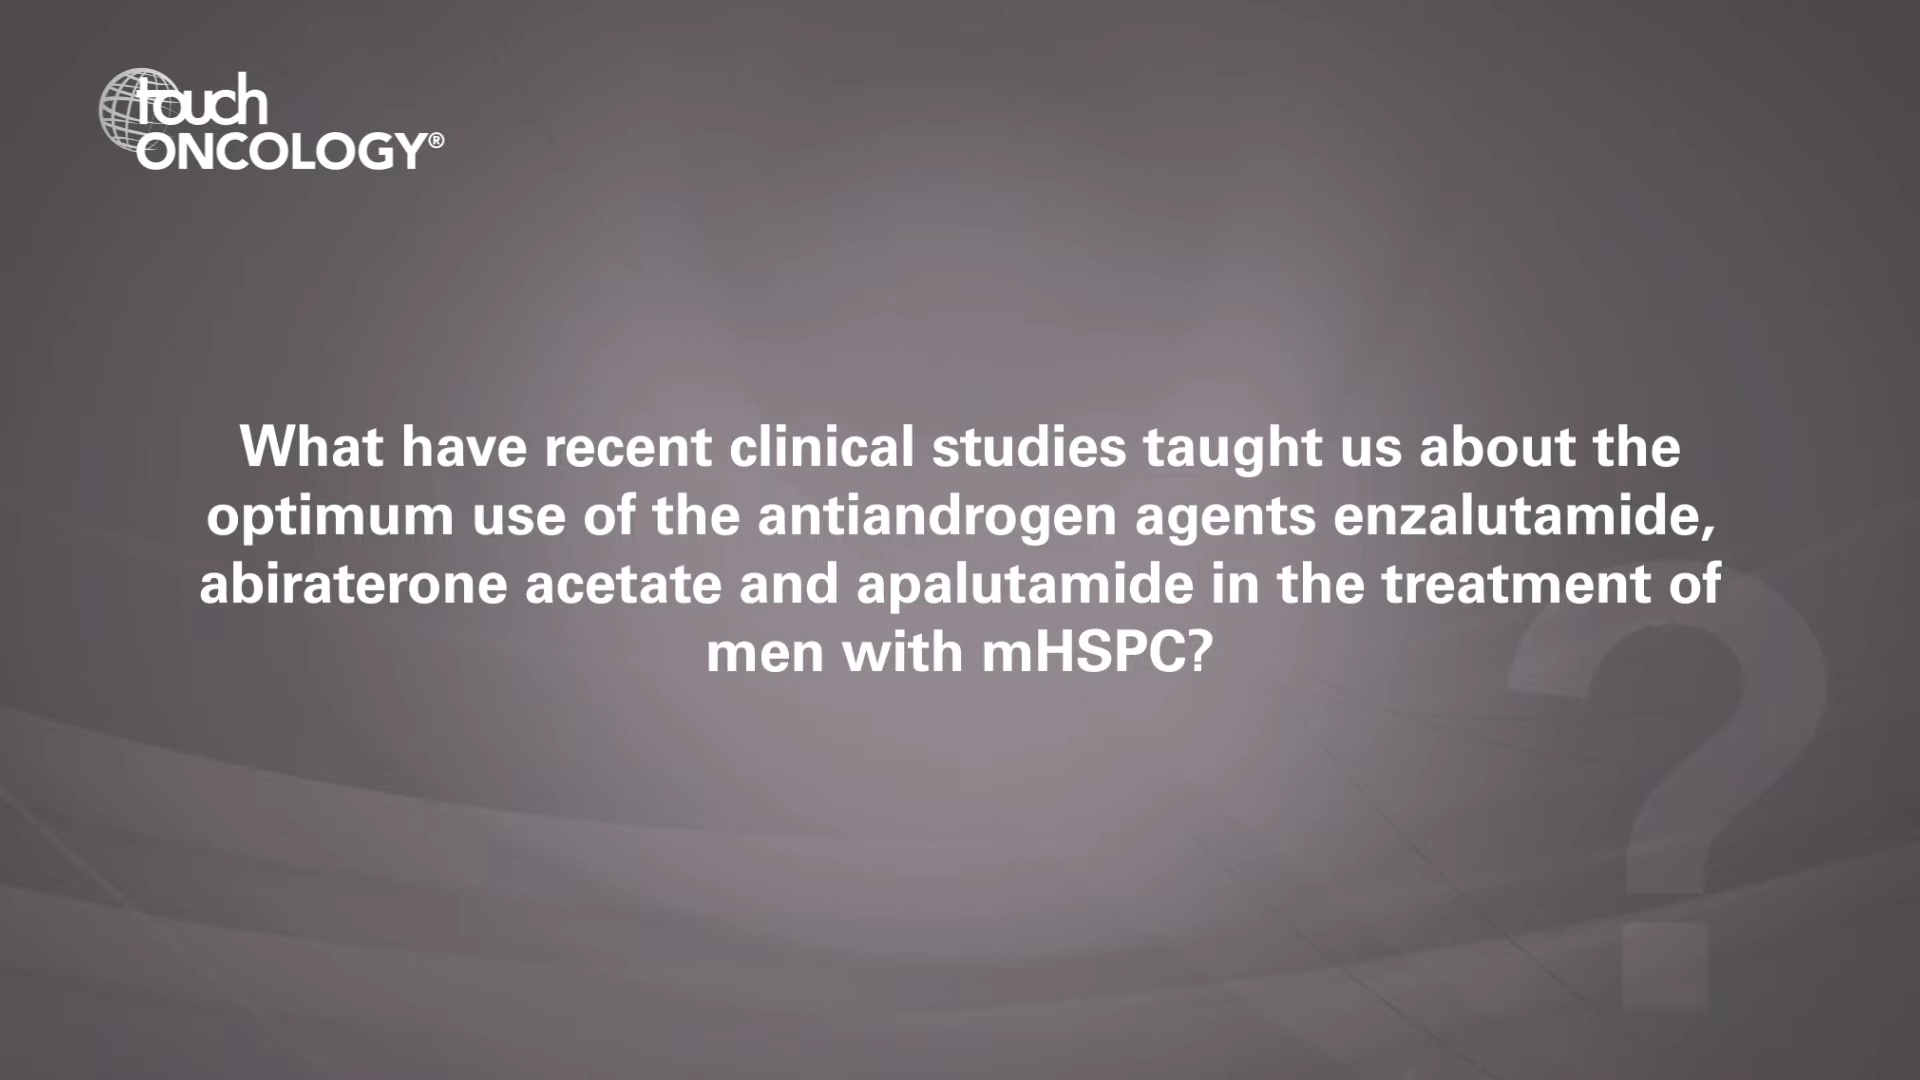 touch
ONCOLOGY®
What have recent clinical studies taught us about the
optimum use of the antiandrogen agents enzalutamide,
abiraterone acetate and apalutamide in the treatment of
men with mHSPC?
?